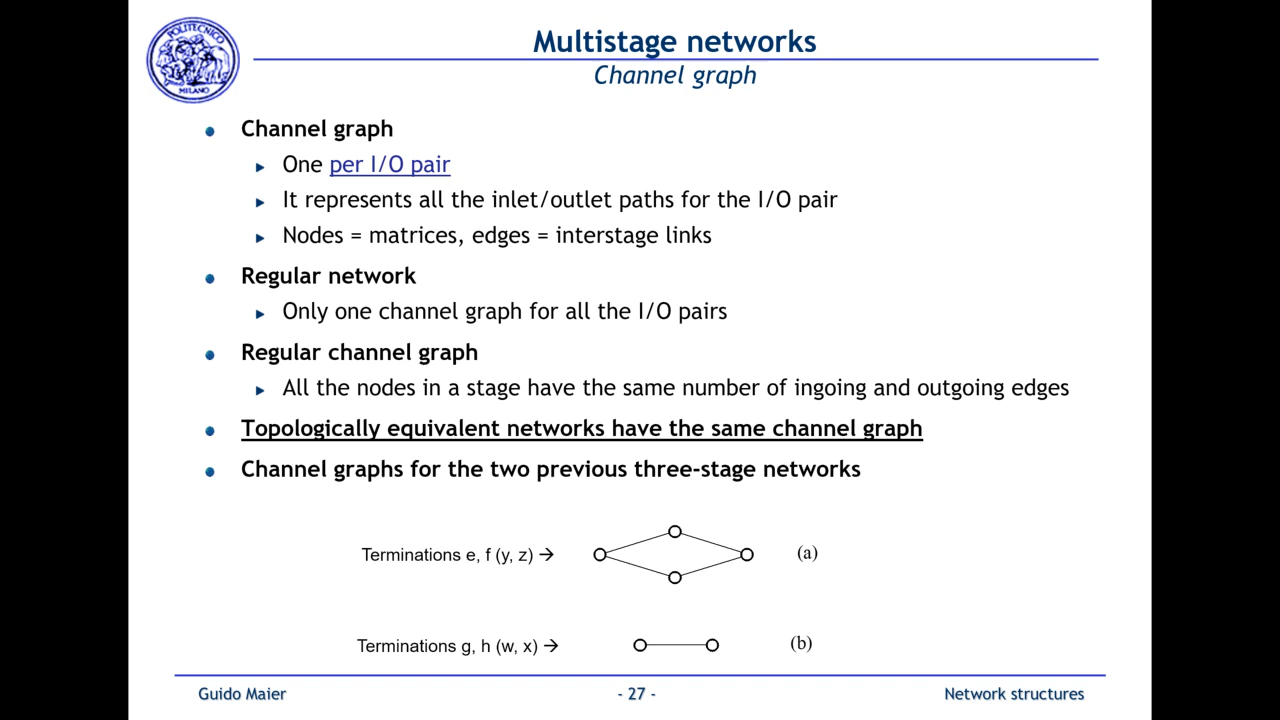 POLITECNICO
MILANO
Multistage networks
Channel graph
Channel graph
One per I/O pair
It represents all the inlet/outlet paths for the I/O pair
Nodes = matrices, edges = interstage links
Regular network
Only one channel graph for all the I/O pairs
Regular channel graph
All the nodes in a stage have the same number of ingoing and outgoing edges
Topologically equivalent networks have the same channel graph
Channel graphs for the two previous three-stage networks
Terminations e, f (y, z) → (a)
Terminations g, h (w, x) → (b)
Guido Maier - 27 - Network structures